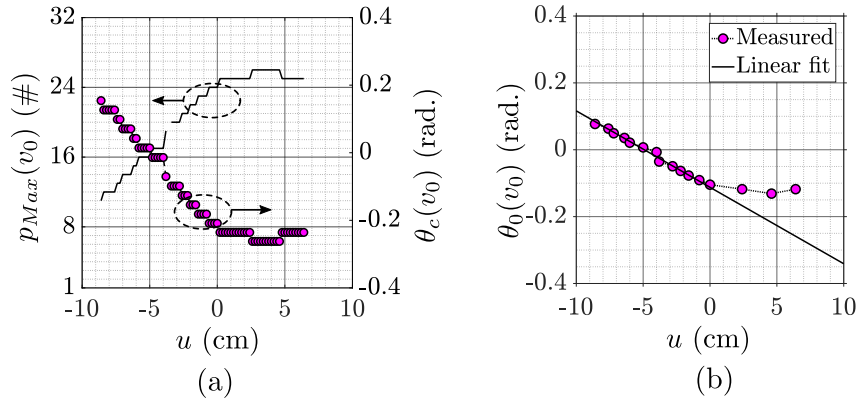 32
24
16
8
1
p_Max(v_0) (#)
0.4
0.2
0
-0.2
-0.4
θ_c(v_0) (rad.)
-10 -5 0 5 10
u (cm)
(a)
0.4
0.2
0
-0.2
-0.4
θ_0(v_0) (rad.)
Measured
Linear fit
-10 -5 0 5 10
u (cm)
(b)